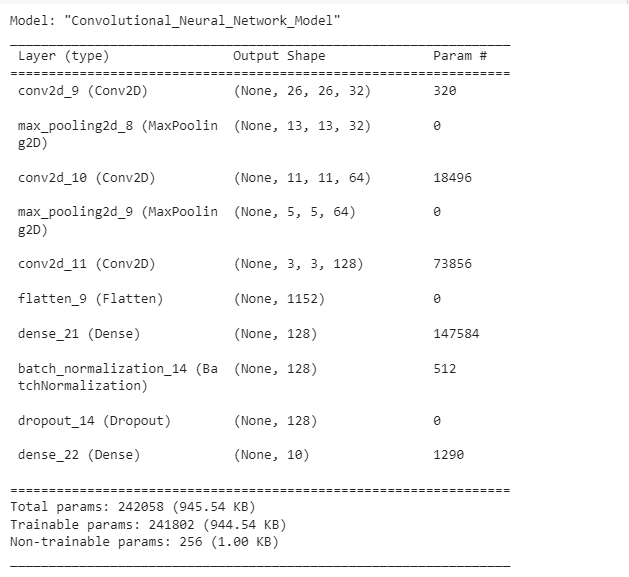 Model: "Convolutional_Neural_Network_Model"
Layer (type) Output Shape Param #
conv2d_9 (Conv2D) (None, 26, 26, 32) 320
max_pooling2d_8 (MaxPoolin (None, 13, 13, 32) 0
g2D)
conv2d_10 (Conv2D) (None, 11, 11, 64) 18496
max_pooling2d_9 (MaxPoolin (None, 5, 5, 64) 0
g2D)
conv2d_11 (Conv2D) (None, 3, 3, 128) 73856
flatten_9 (Flatten) (None, 1152) 0
dense_21 (Dense) (None, 128) 147584
batch_normalization_14 (Ba (None, 128) 512
tchNormalization)
dropout_14 (Dropout) (None, 128) 0
dense_22 (Dense) (None, 10) 1290
Total params: 242058 (945.54 KB)
Trainable params: 241802 (944.54 KB)
Non-trainable params: 256 (1.00 KB)